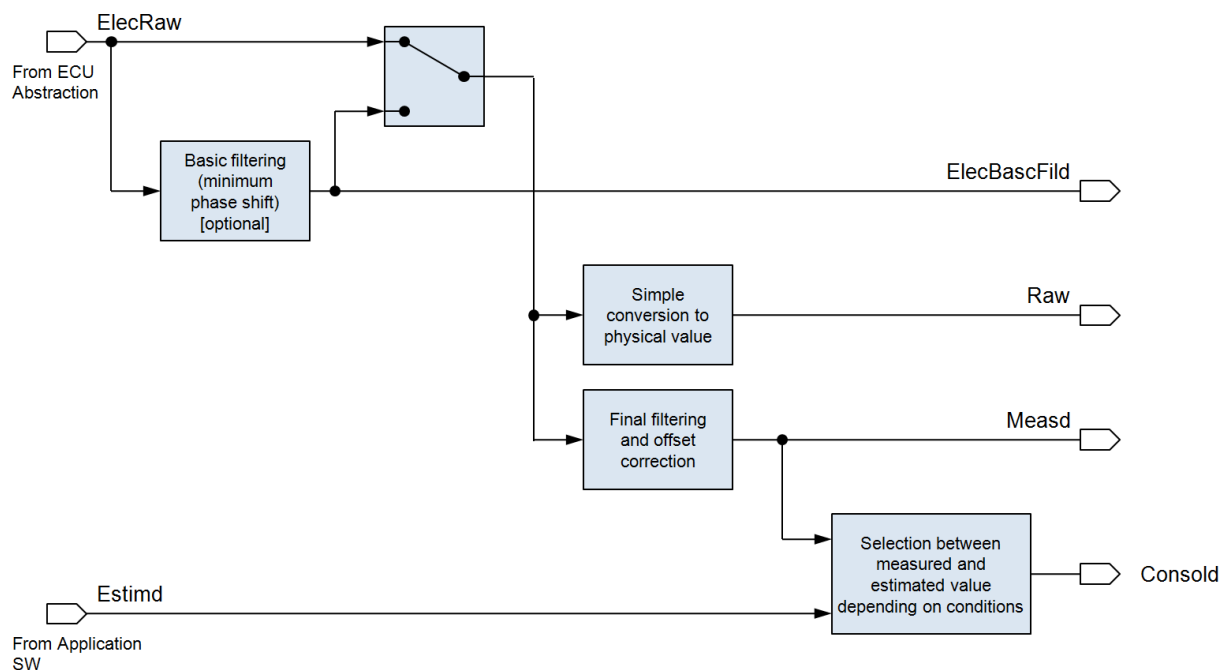 ElecRaw
From ECU
Abstraction
Basic filtering
(minimum
phase shift)
[optional]
ElecBascFild
Simple
conversion to
physical value
Raw
Final filtering
and offset
correction
Measd
Selection between
measured and
estimated value
depending on conditions
Consold
Estimd
From Application
SW